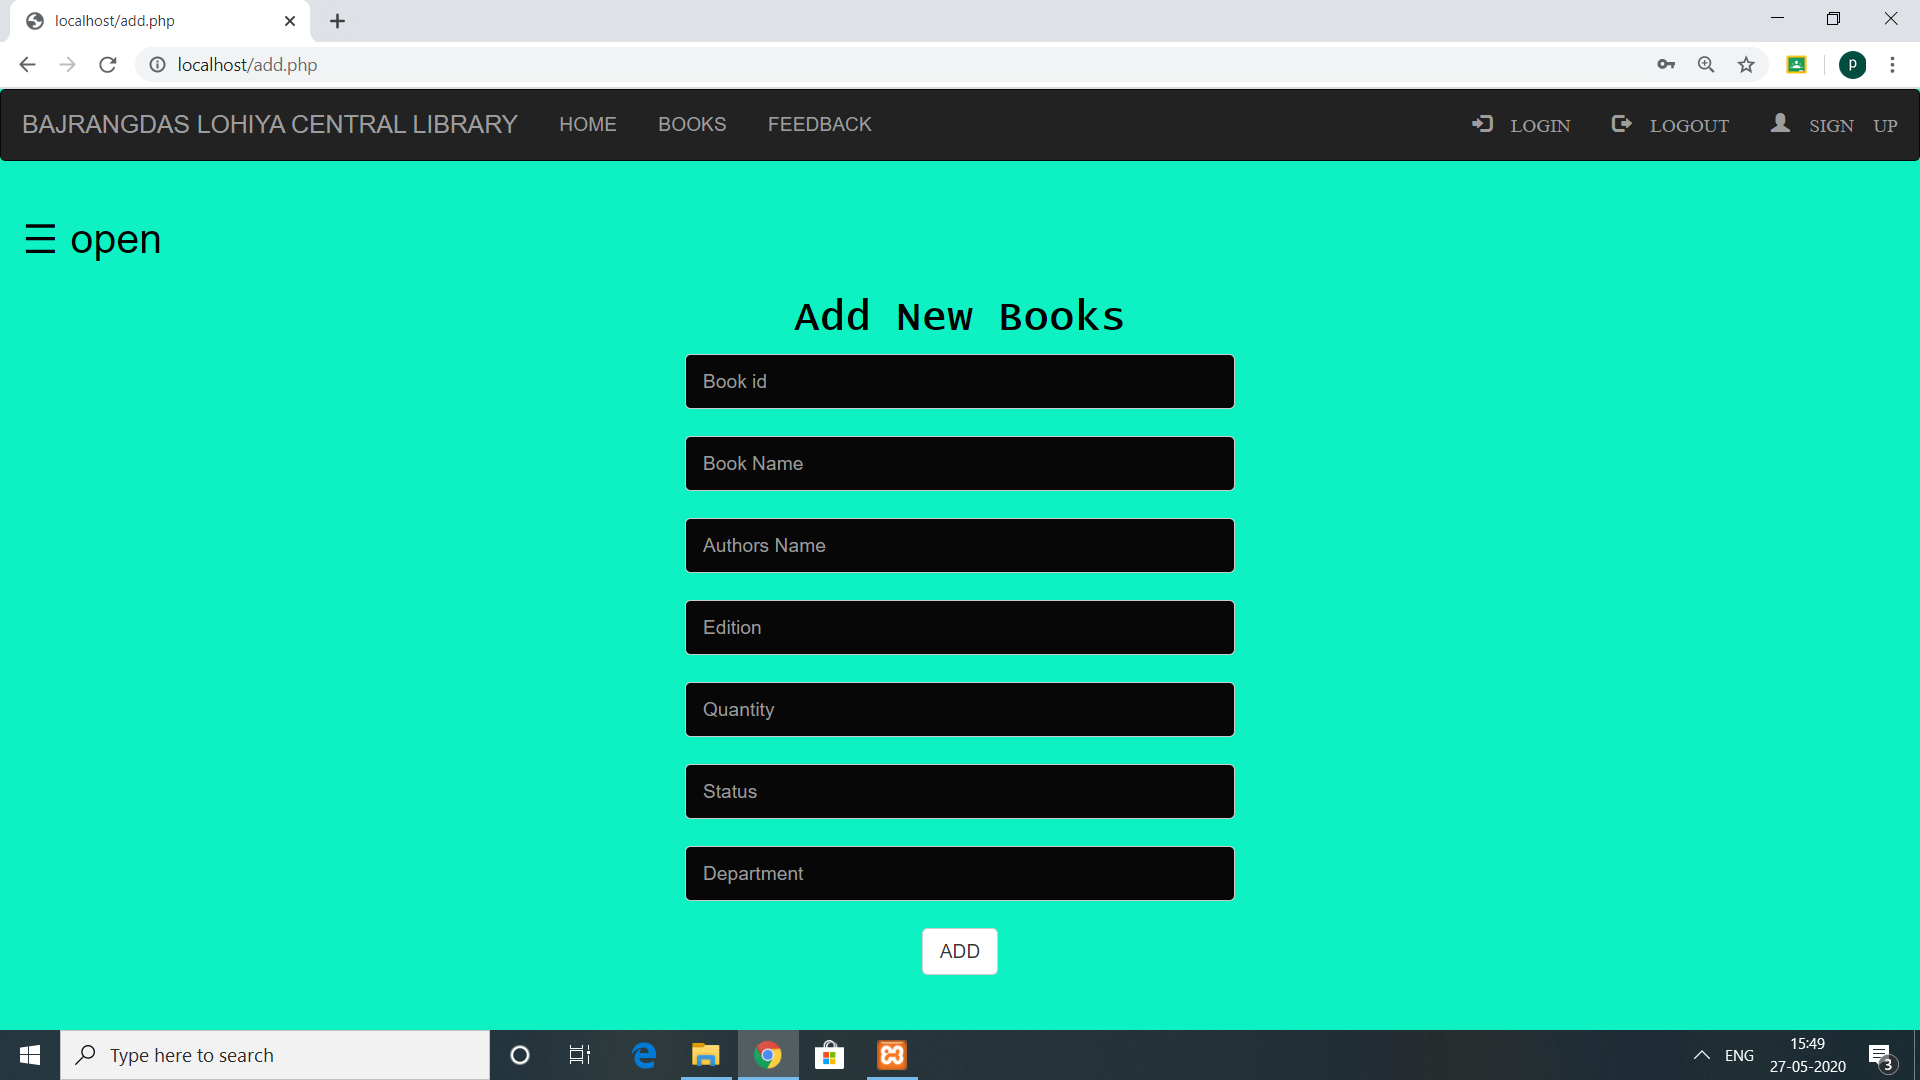 localhost/add.php
localhost/add.php
P
BAJRANGDAS LOHIYA CENTRAL LIBRARY HOME BOOKS FEEDBACK LOGIN LOGOUT SIGN UP
☰ open
Add New Books
Book id
Book Name
Authors Name
Edition
Quantity
Status
Department
ADD
Type here to search
ENG
15:49
27-05-2020
3